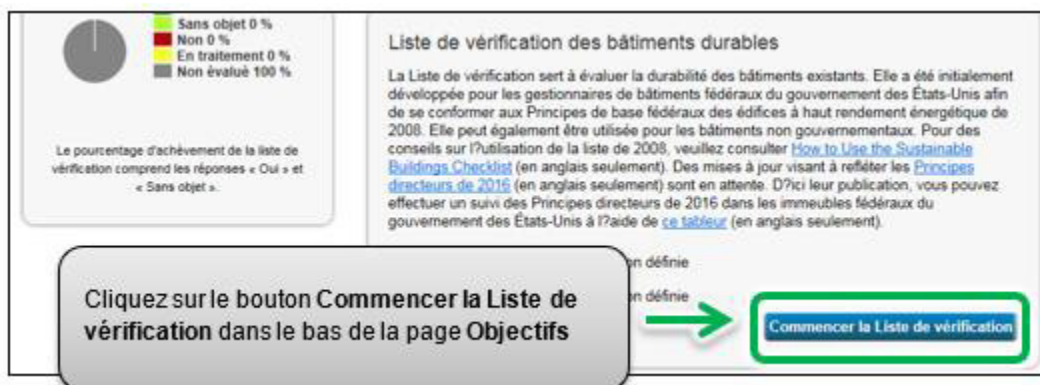 Sans objet 0 %
Non 0 %
En traitement 0 %
Non èvaluè 100 %
Le pourcentage d'achèvement de la liste de
vérification comprend les réponses « Oui » et
« Sans objet ».
Liste de vérification des bâtiments durables
La Liste de vérification sert à évaluer la durabilité des bâtiments existants. Elle a été initialement
développée pour les gestionnaires de bâtiments fédéraux du gouvernement des États-Unis afin
de se conformer aux Principes de base fédéraux des édifices à haut rendement énergétique de
2008. Elle peut également être utilisée pour les bâtiments non gouvernementaux. Pour des
conseils sur l?utilisation de la liste de 2008, veuillez consulter How to Use the Sustainable
Buildings Checklist (en anglais seulement). Des mises à jour visant à refléter les Principes
directeurs de 2016 (en anglais seulement) sont en attente. D?ici leur publication, vous pouvez
effectuer un suivi des Principes directeurs de 2016 dans les immeubles fédéraux du
gouvernement des États-Unis à l?aide de ce tableur (en anglais seulement).
on définie
on définie
Cliquez sur le bouton Commencer la Liste de
vérification dans le bas de la page Objectifs
Commencer la Liste de vérification